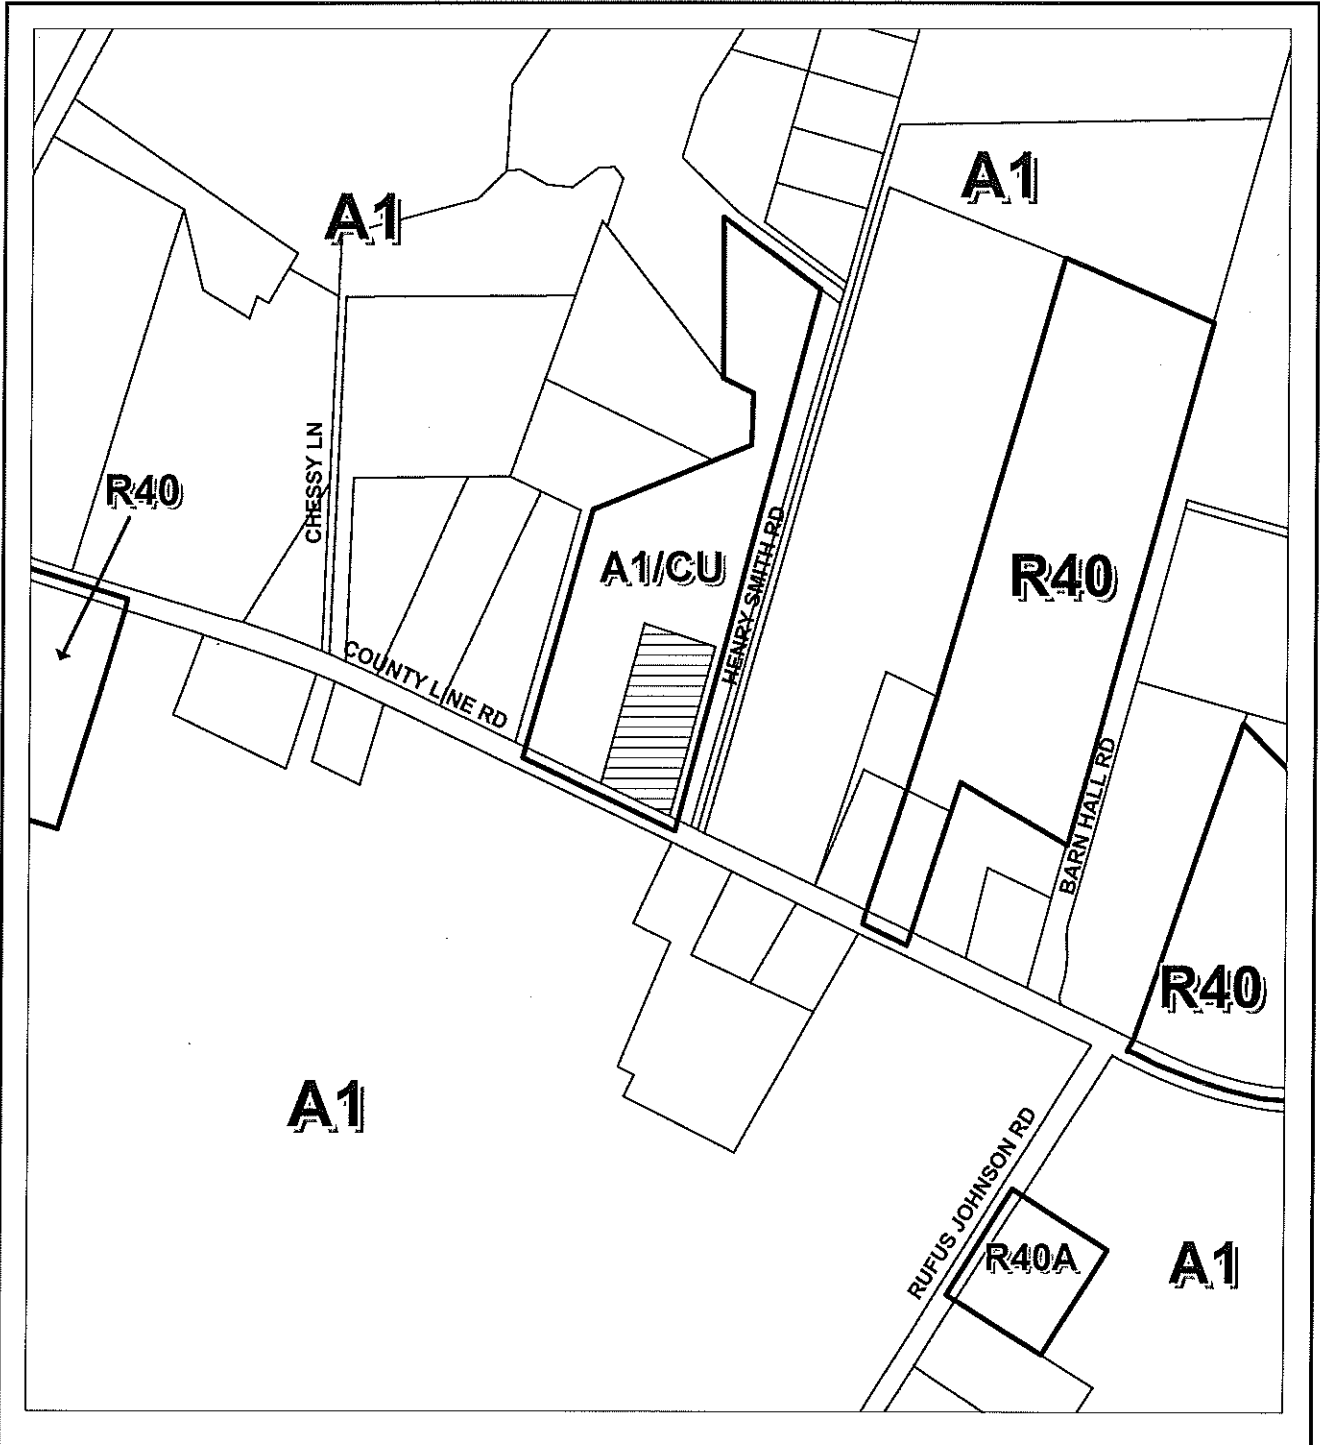 A1
A1
CHESSY LN
R40
HENRY SMITH RD
A1/CU
R40
COUNTY LINE RD
BARN HALL RD
R40
A1
RUFUS JOHNSON RD
R40A
A1